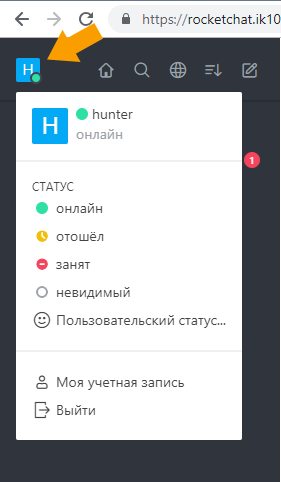 https://rocketchat.ik10
H
H
hunter
онлайн
1
СТАТУС
онлайн
отошёл
занят
невидимый
Пользовательский статус...
Моя учетная запись
Выйти